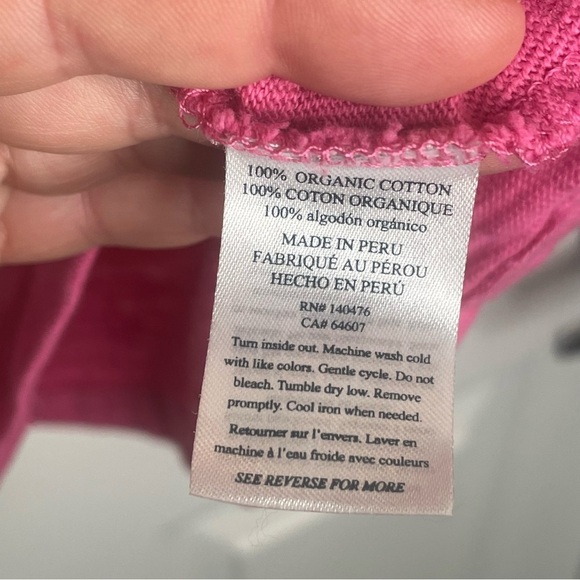 100% ORGANIC COTTON
100% COTON ORGANIQUE
100% algodón orgánico
MADE IN PERU
FABRIQUÉ AU PÉROU
HECHO EN PERÚ
RN# 140476
CA# 64607
Turn inside out. Machine wash cold
with like colors. Gentle cycle. Do not
bleach. Tumble dry low. Remove
promptly. Cool iron when needed.
Retourner sur l'envers. Laver en
machine à l'eau froide avec couleurs
SEE REVERSE FOR MORE